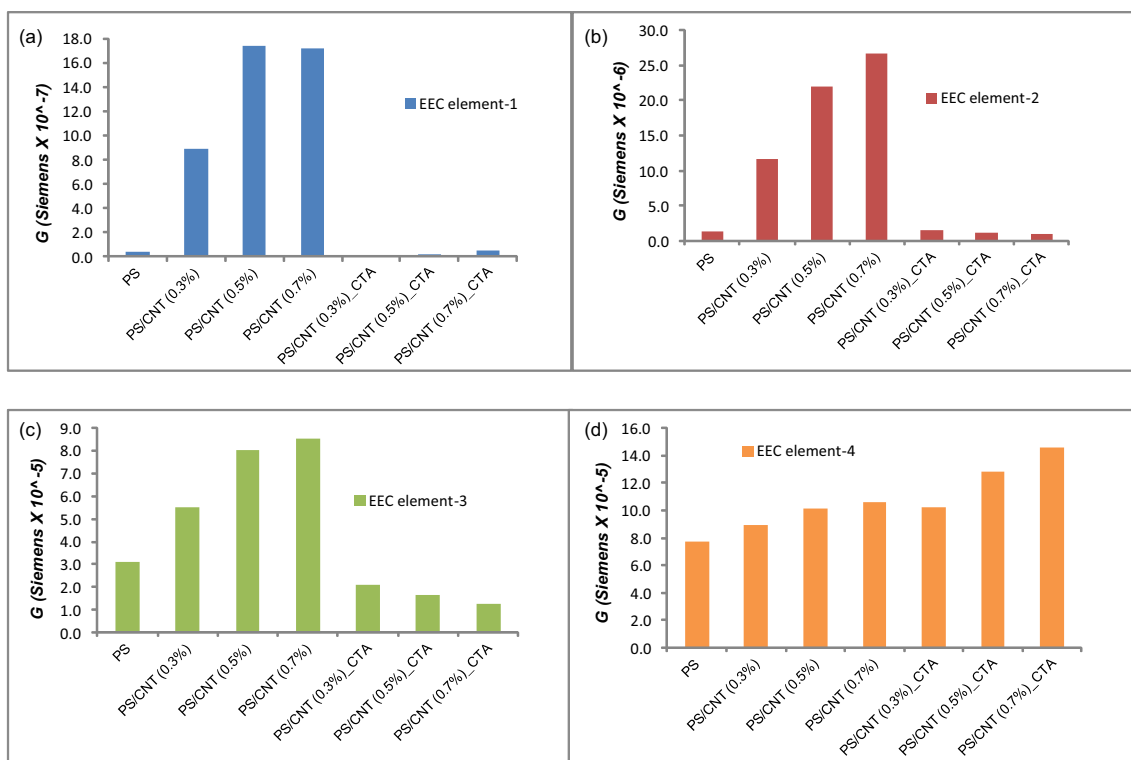 (a)
G (Siemens X 10^-7)
18.0
16.0
14.0
12.0
10.0
8.0
6.0
4.0
2.0
0.0
EEC element-1
PS
PS/CNT (0.3%)
PS/CNT (0.5%)
PS/CNT (0.7%)
PS/CNT (0.3%)_CTA
PS/CNT (0.5%)_CTA
PS/CNT (0.7%)_CTA
(b)
G (Siemens X 10^-6)
30.0
25.0
20.0
15.0
10.0
5.0
0.0
EEC element-2
PS
PS/CNT (0.3%)
PS/CNT (0.5%)
PS/CNT (0.7%)
PS/CNT (0.3%)_CTA
PS/CNT (0.5%)_CTA
PS/CNT (0.7%)_CTA
(c)
G (Siemens X 10^-5)
9.0
8.0
7.0
6.0
5.0
4.0
3.0
2.0
1.0
0.0
EEC element-3
PS
PS/CNT (0.3%)
PS/CNT (0.5%)
PS/CNT (0.7%)
PS/CNT (0.3%)_CTA
PS/CNT (0.5%)_CTA
PS/CNT (0.7%)_CTA
(d)
G (Siemens X 10^-5)
16.0
14.0
12.0
10.0
8.0
6.0
4.0
2.0
0.0
EEC element-4
PS
PS/CNT (0.3%)
PS/CNT (0.5%)
PS/CNT (0.7%)
PS/CNT (0.3%)_CTA
PS/CNT (0.5%)_CTA
PS/CNT (0.7%)_CTA